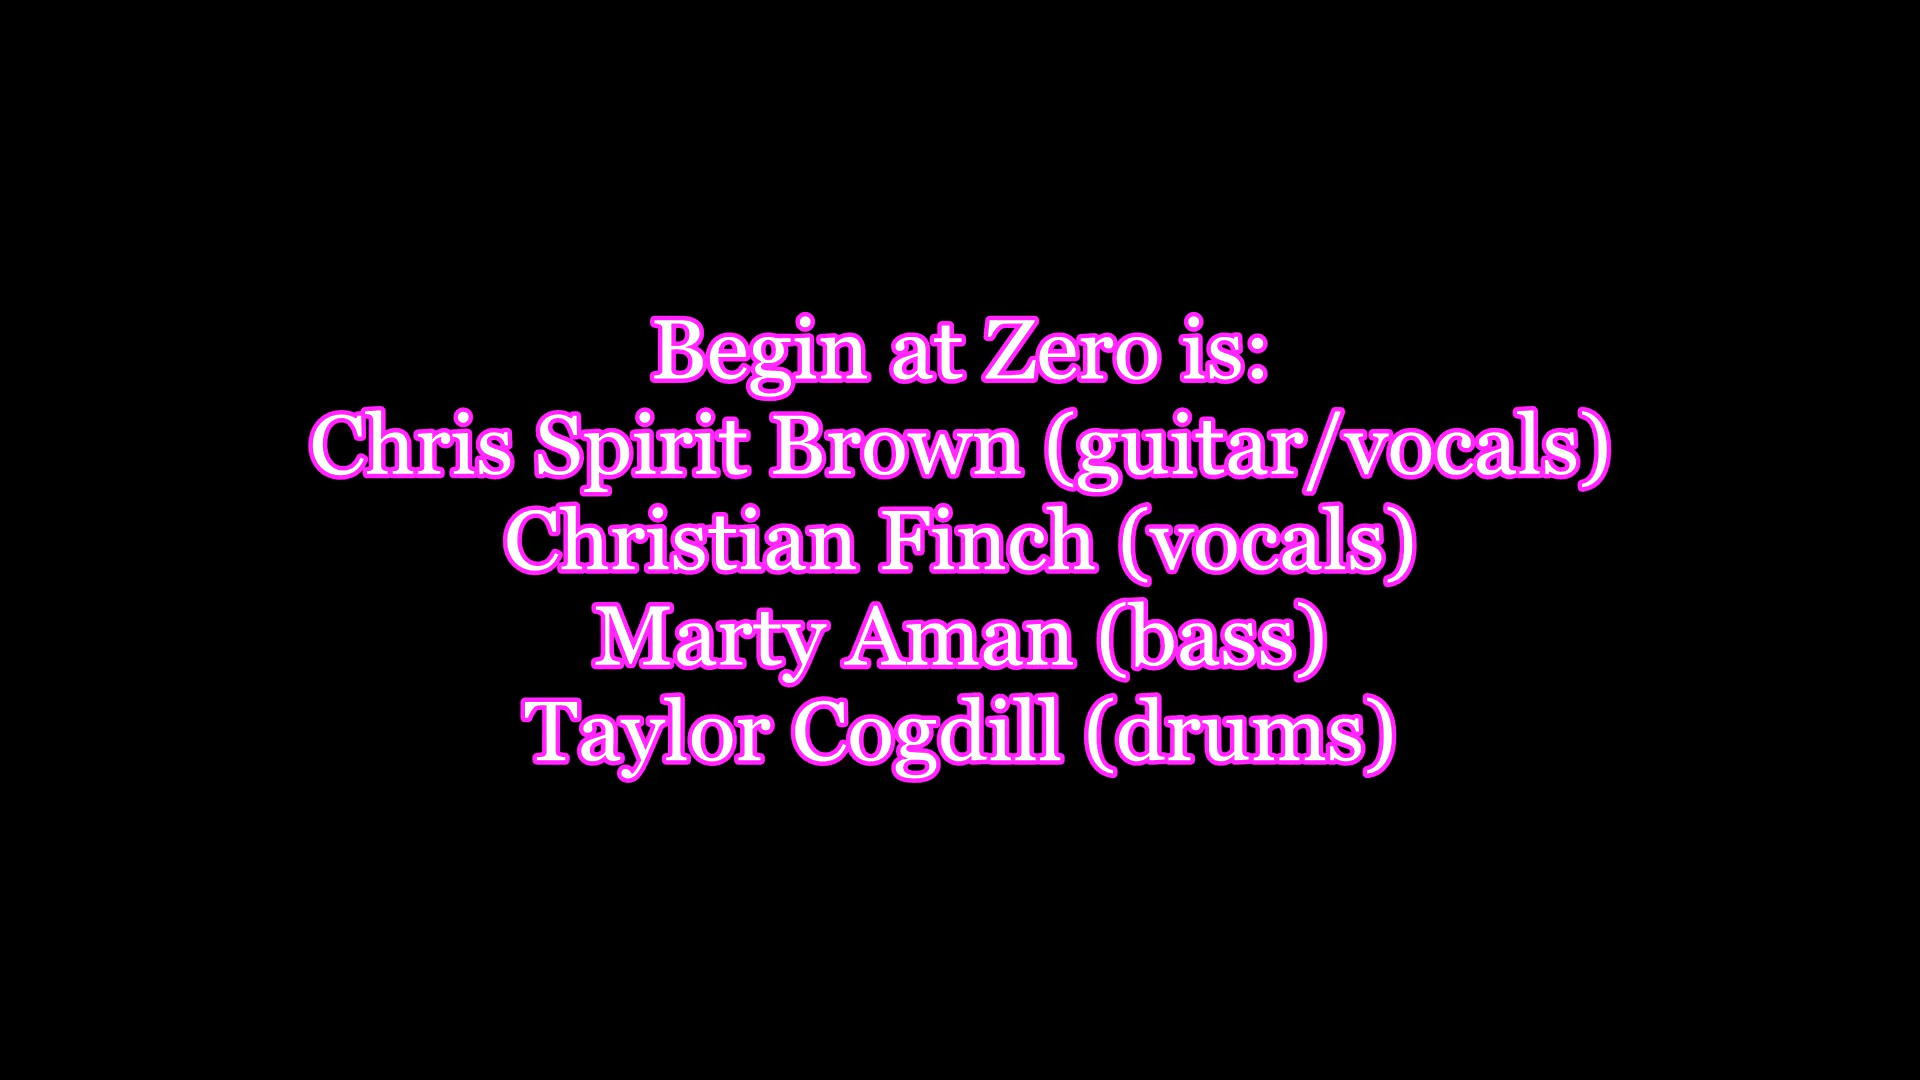 Begin at Zero is:
Chris Spirit Brown (guitar/vocals)
Christian Finch (vocals)
Marty Aman (bass)
Taylor Cogdill (drums)